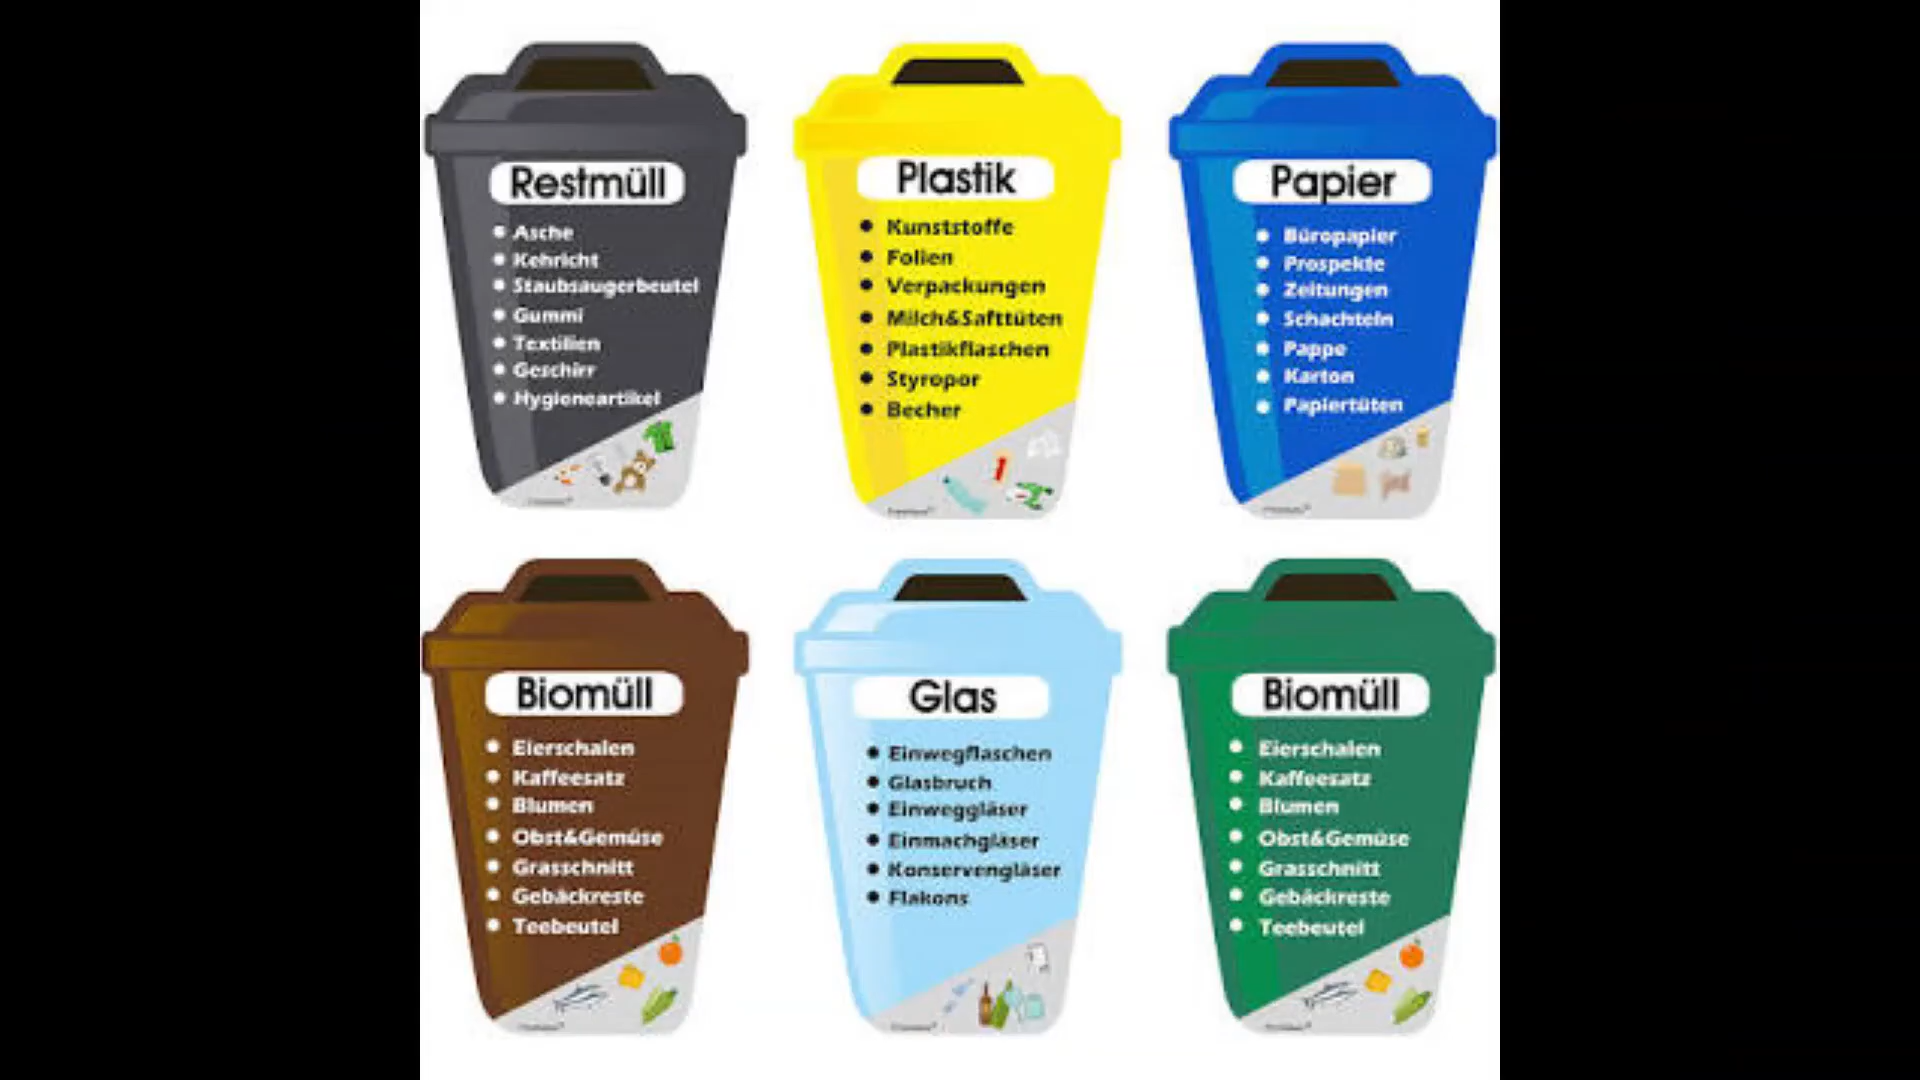 Restmüll
Asche
Kehricht
Staubsaugerbeutel
Gummi
Textilien
Geschirr
Hygieneartikel
Plastik
Kunststoffe
Folien
Verpackungen
Milch&Safttüten
Plastikflaschen
Styropor
Becher
Papier
Büropapier
Prospekte
Zeitungen
Schachteln
Pappe
Karton
Papiertüten
Biomüll
Eierschalen
Kaffeesatz
Blumen
Obst&Gemüse
Grasschnitt
Gebäckreste
Teebeutel
Glas
Einwegflaschen
Glasbruch
Einweggläser
Einmachgläser
Konservengläser
Flakons
Biomüll
Eierschalen
Kaffeesatz
Blumen
Obst&Gemüse
Grasschnitt
Gebäckreste
Teebeutel